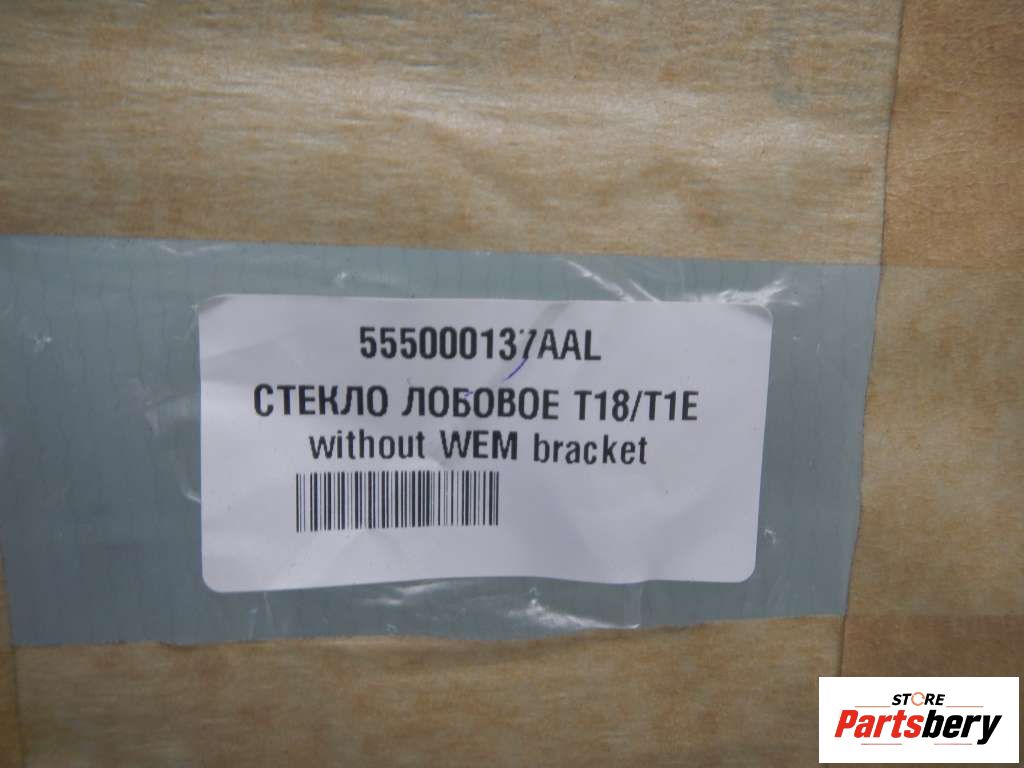 555000137AAL
СТЕКЛО ЛОБОВОЕ T18/T1E
without WEM bracket
STORE
Partsbery